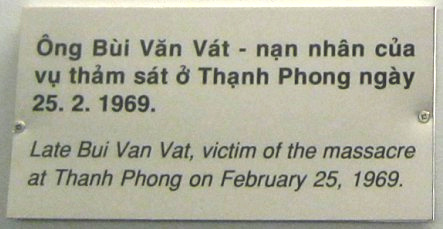 Ông Bùi Văn Vát - nạn nhân của
vụ thảm sát ở Thạnh Phong ngày
25. 2. 1969.
Late Bui Van Vat, victim of the massacre
at Thanh Phong on February 25, 1969.